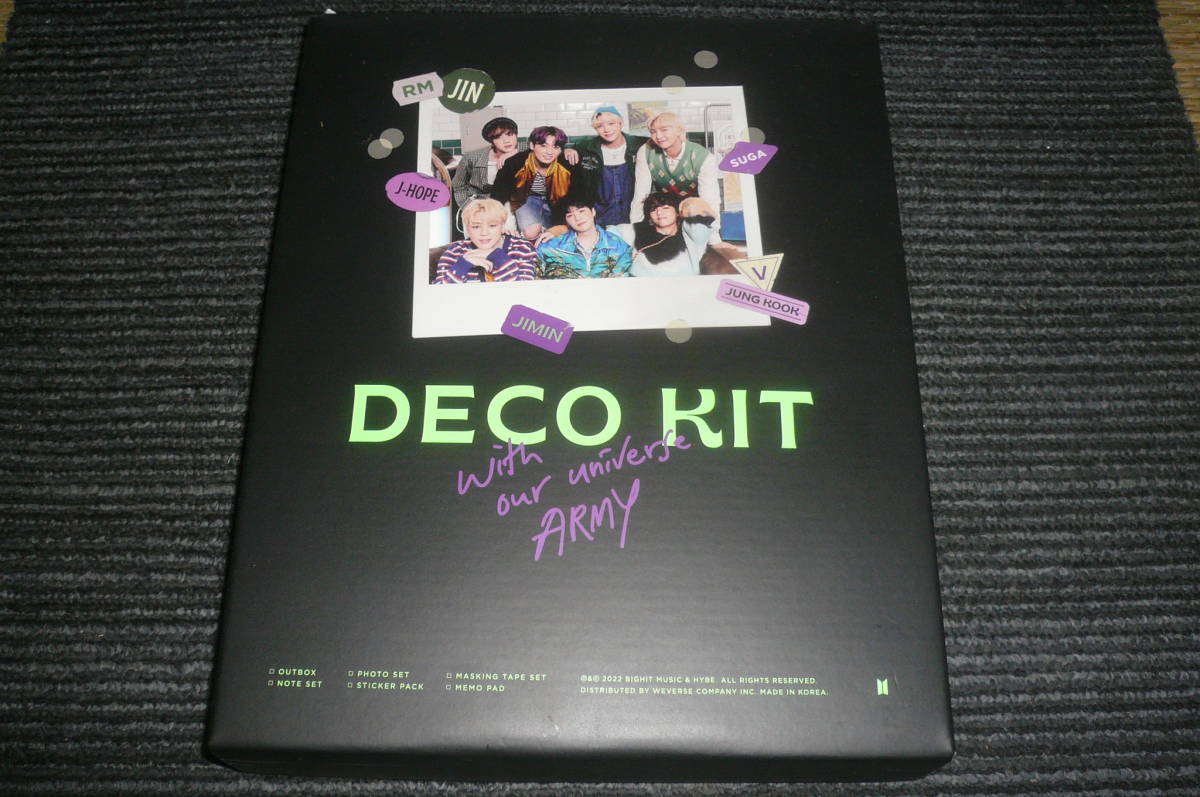 RM
JIN
J-HOPE
SUGA
V
JUNG KOOK
JIMIN
DECO KIT
with
our universe
ARMY
□ OUTBOX
□ NOTE SET
□ PHOTO SET
□ STICKER PACK
□ MASKING TAPE SET
□ MEMO PAD
℗&© 2022 BIGHIT MUSIC & HYBE. ALL RIGHTS RESERVED.
DISTRIBUTED BY WEVERSE COMPANY INC. MADE IN KOREA.